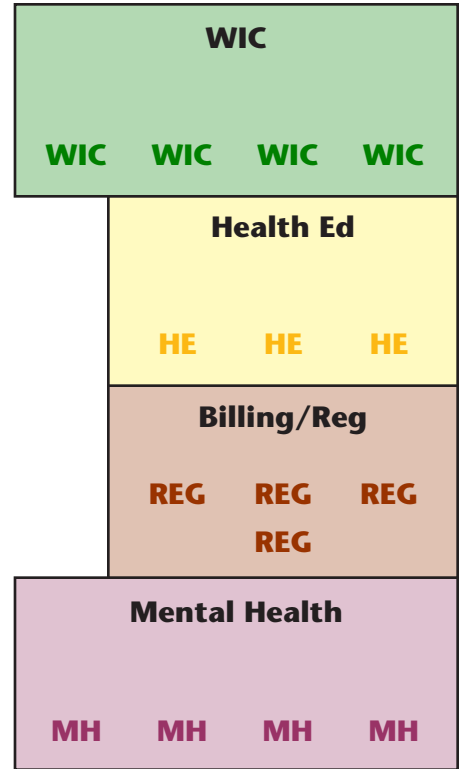 WIC
WIC WIC WIC WIC
Health Ed
HE HE HE
Billing/Reg
REG REG REG
REG
Mental Health
MH MH MH MH